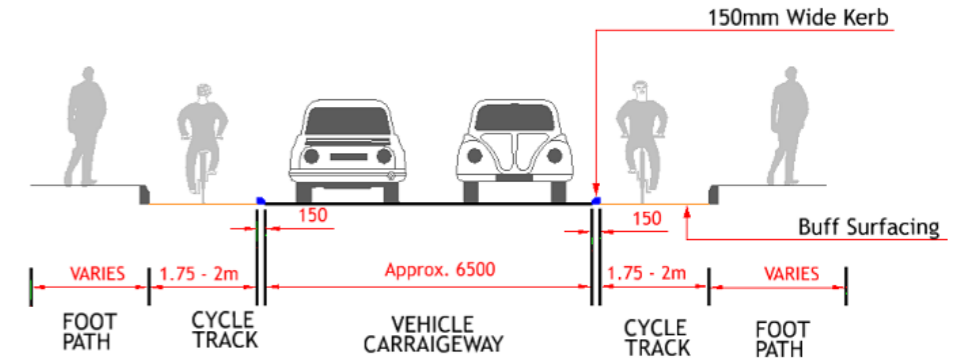 150mm Wide Kerb
150
150
Buff Surfacing
VARIES
1.75 - 2m
Approx. 6500
1.75 - 2m
VARIES
FOOT
PATH
CYCLE
TRACK
VEHICLE
CARRAIGEWAY
CYCLE
TRACK
FOOT
PATH